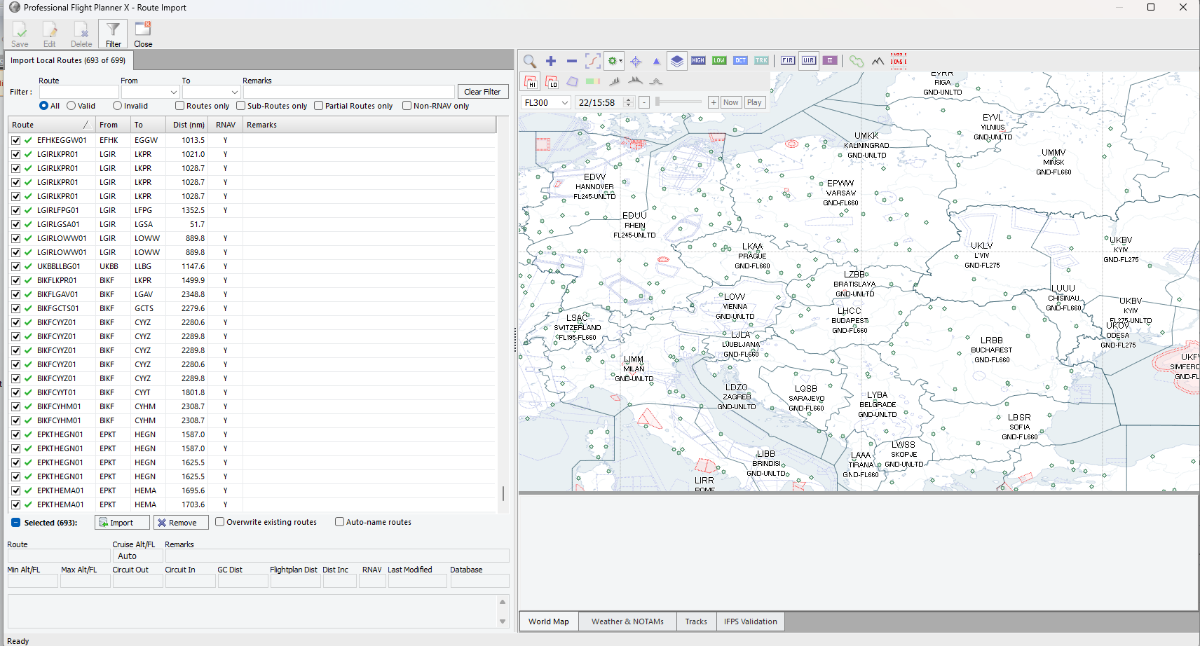 Professional Flight Planner X - Route Import
Save Edit Delete Filter Close
Import Local Routes (693 of 699)
Route From To Remarks
Filter : Clear Filter
All Valid Invalid Routes only Sub-Routes only Partial Routes only Non-RNAV only
Route From To Dist (nm) RNAV Remarks
EFHKEGGW01 EFHK EGGW 1013.5 Y
LGIRLKPR01 LGIR LKPR 1021.0 Y
LGIRLKPR01 LGIR LKPR 1028.7 Y
LGIRLKPR01 LGIR LKPR 1028.7 Y
LGIRLKPR01 LGIR LKPR 1028.7 Y
LGIRLFPG01 LGIR LFPG 1352.5 Y
LGIRLGSA01 LGIR LGSA 51.7
LGIRLOWW01 LGIR LOWW 889.8 Y
LGIRLOWW01 LGIR LOWW 889.8 Y
UKBBLLBG01 UKBB LLBG 1147.6 Y
BIKFLKPR01 BIKF LKPR 1499.9 Y
BIKFLGAV01 BIKF LGAV 2348.8 Y
BIKFGCTS01 BIKF GCTS 2279.6 Y
BIKFCYYZ01 BIKF CYYZ 2280.6 Y
BIKFCYYZ01 BIKF CYYZ 2289.8 Y
BIKFCYYZ01 BIKF CYYZ 2289.8 Y
BIKFCYYZ01 BIKF CYYZ 2280.6 Y
BIKFCYYZ01 BIKF CYYZ 2289.8 Y
BIKFCYYT01 BIKF CYYT 1801.8 Y
BIKFCYHM01 BIKF CYHM 2308.7 Y
BIKFCYHM01 BIKF CYHM 2308.7 Y
EPKTHEGN01 EPKT HEGN 1587.0 Y
EPKTHEGN01 EPKT HEGN 1587.0 Y
EPKTHEGN01 EPKT HEGN 1625.5 Y
EPKTHEGN01 EPKT HEGN 1625.5 Y
EPKTHEMA01 EPKT HEMA 1695.6 Y
EPKTHEMA01 EPKT HEMA 1703.6 Y
Selected (693): Import Remove Overwrite existing routes Auto-name routes
Route Cruise Alt/FL Remarks
Auto
Min Alt/FL Max Alt/FL Circuit Out Circuit In GC Dist Flightplan Dist Dist Inc RNAV Last Modified Database
Ready
HIGH LOW OCT TRK FIR UIR
HI LO
FL300 22/15:58 - + Now Play
EYRR
RIGA
GND-UNLTD
EYVL
VILNIUS
GND-UNLTD
UMKK
KALININGRAD
GND-UNLTD
UMMV
MINSK
GND-FL660
EDVV
HANNOVER
FL245-UNLTD
EPWW
VARSAV
GND-FL660
EDUU
RHEIN
FL245-UNLTD
LKAA
PRAGUE
GND-FL660
UKLV
L'VIV
GND-FL275
UKBV
KYIV
GND-FL275
LZBB
BRATISLAVA
GND-UNLTD
LOVV
VIENNA
GND-UNLTD
LUUU
CHISINAU
GND-FL660
UKBV
KYIV
FL275-UNLTD
LSAC
SVITZERLAND
FL195-FL660
LHCC
BUDAPEST
GND-FL660
UKOV
ODESA
GND-FL275
LJLA
LJUBLJANA
GND-FL660
LRBB
BUCHAREST
GND-FL660
LIMM
MILAN
GND-UNLTD
UKFV
SIMFERO
GND-FL
LDZO
ZAGREB
GND-UNLTD
LQSB
SARAJEVO
GND-FL660
LYBA
BELGRADE
GND-UNLTD
LBSR
SOFIA
GND-FL660
LIBB
BRINDISI
GND-UNLTD
LAAA
TIRANA
GND-FL660
LWSS
SKOPJE
GND-UNLTD
LIRR
ROME
World Map Weather & NOTAMs Tracks IFPS Validation